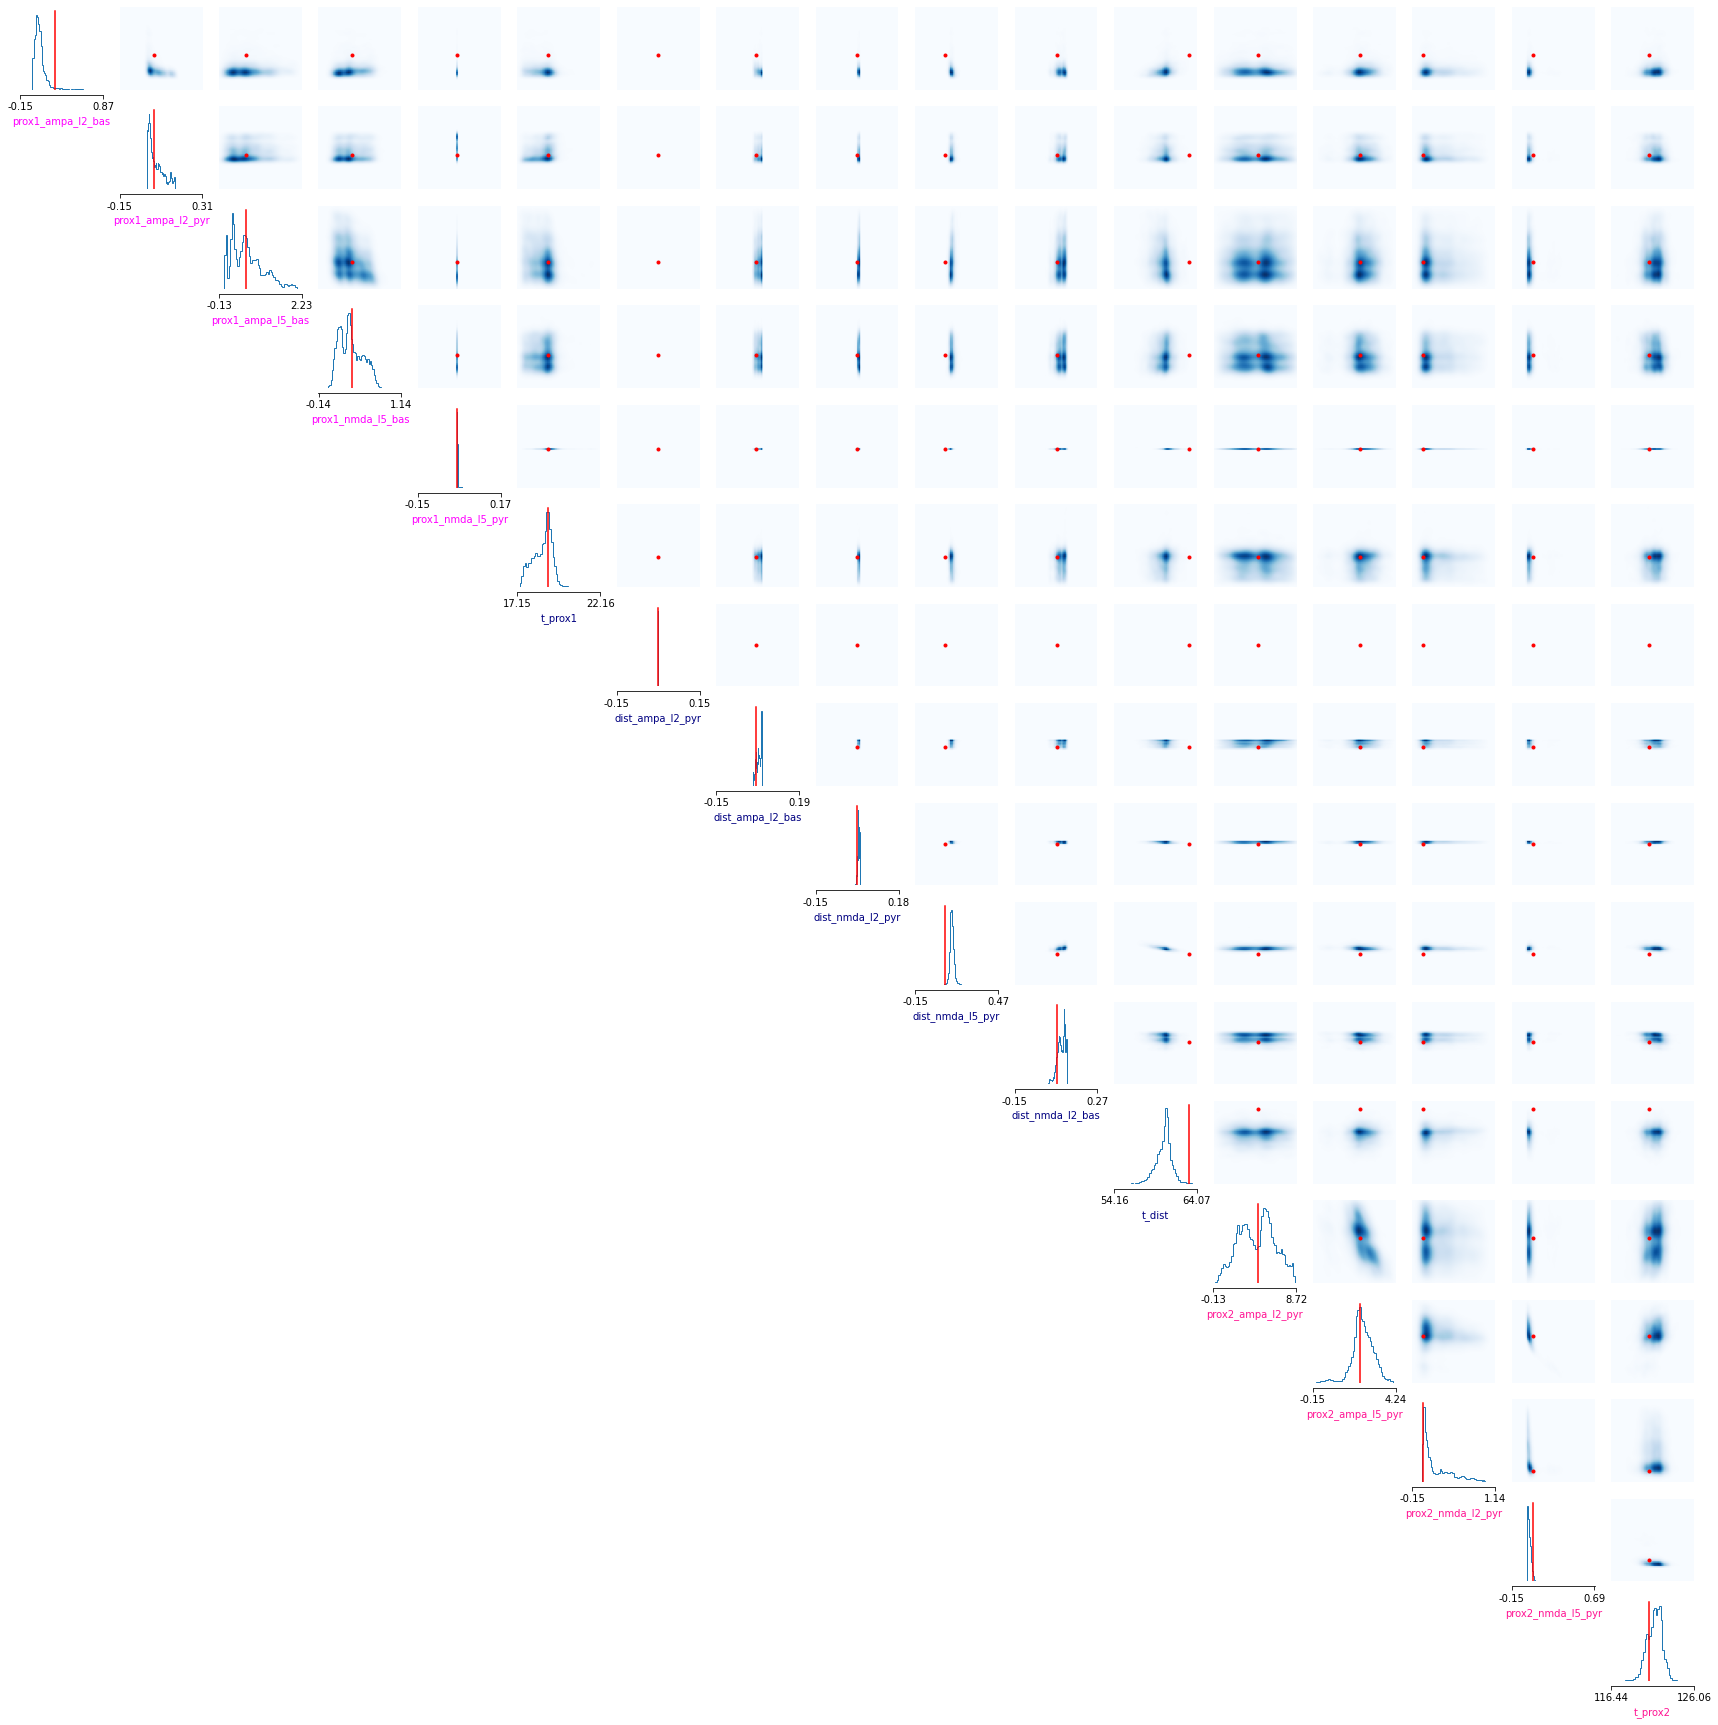 -0.15 0.87
prox1_ampa_l2_bas
-0.15 0.31
prox1_ampa_l2_pyr
-0.13 2.23
prox1_ampa_l5_bas
-0.14 1.14
prox1_nmda_l5_bas
-0.15 0.17
prox1_nmda_l5_pyr
17.15 22.16
t_prox1
-0.15 0.15
dist_ampa_l2_pyr
-0.15 0.19
dist_ampa_l2_bas
-0.15 0.18
dist_nmda_l2_pyr
-0.15 0.47
dist_nmda_l5_pyr
-0.15 0.27
dist_nmda_l2_bas
54.16 64.07
t_dist
-0.13 8.72
prox2_ampa_l2_pyr
-0.15 4.24
prox2_ampa_l5_pyr
-0.15 1.14
prox2_nmda_l2_pyr
-0.15 0.69
prox2_nmda_l5_pyr
116.44 126.06
t_prox2